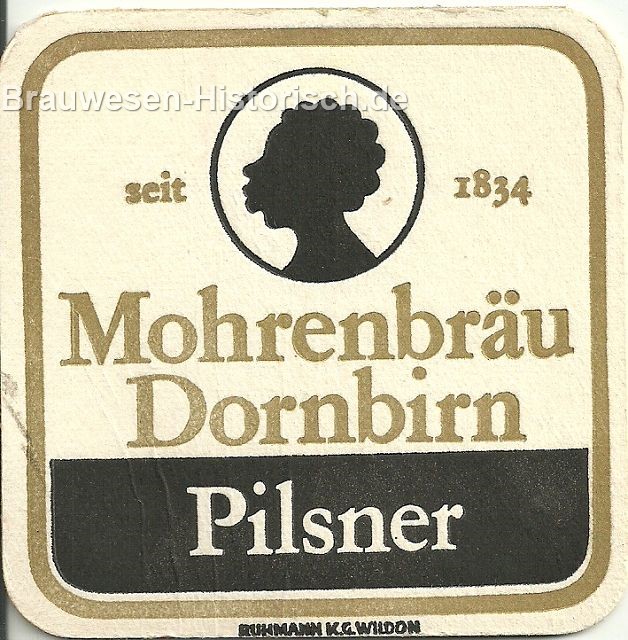 Brauwesen-Historisch.de
seit 1834
Mohrenbräu
Dornbirn
Pilsner
RUHMANN K.G. WILDON